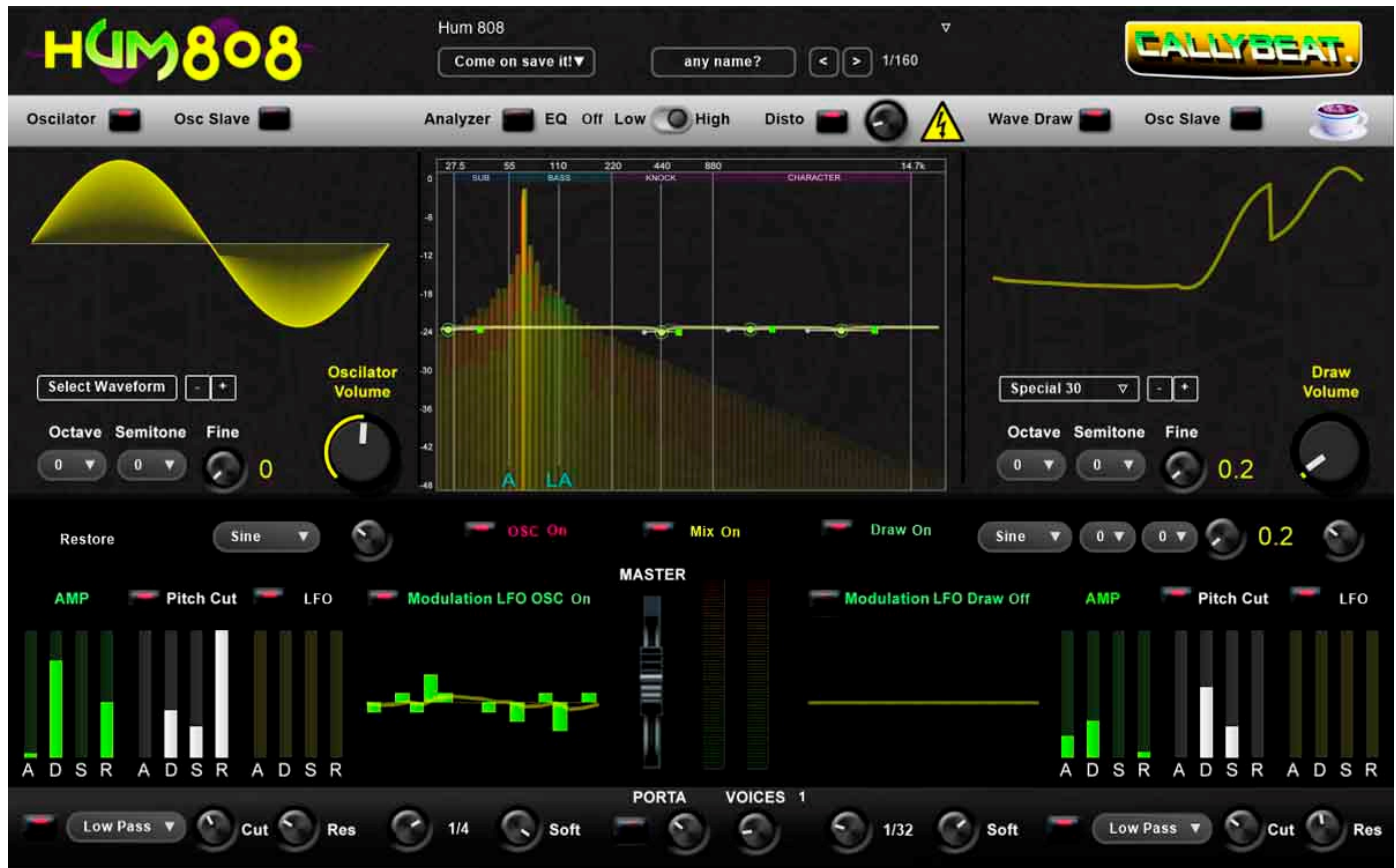 HUM808
Hum 808
Come on save it!
any name?
< > 1/160
CALLYBEAT.
Oscilator
Osc Slave
Analyzer
EQ Off Low High
Disto
Wave Draw
Osc Slave
27.5 55 110 220 440 880 14.7k
SUB BASS KNOCK CHARACTER
0
-8
-12
-18
-24
-30
-36
-42
-48
A LA
Select Waveform - +
Oscilator
Volume
Octave Semitone Fine
0 0 0
Special 30 - +
Draw
Volume
Octave Semitone Fine
0 0 0.2
Restore
Sine
OSC On
Mix On
Draw On
Sine 0 0 0.2
MASTER
AMP Pitch Cut LFO
Modulation LFO OSC On
Modulation LFO Draw Off
AMP Pitch Cut LFO
A D S R A D S R A D S R
A D S R A D S R A D S R
PORTA VOICES 1
Low Pass Cut Res 1/4 Soft
1/32 Soft Low Pass Cut Res